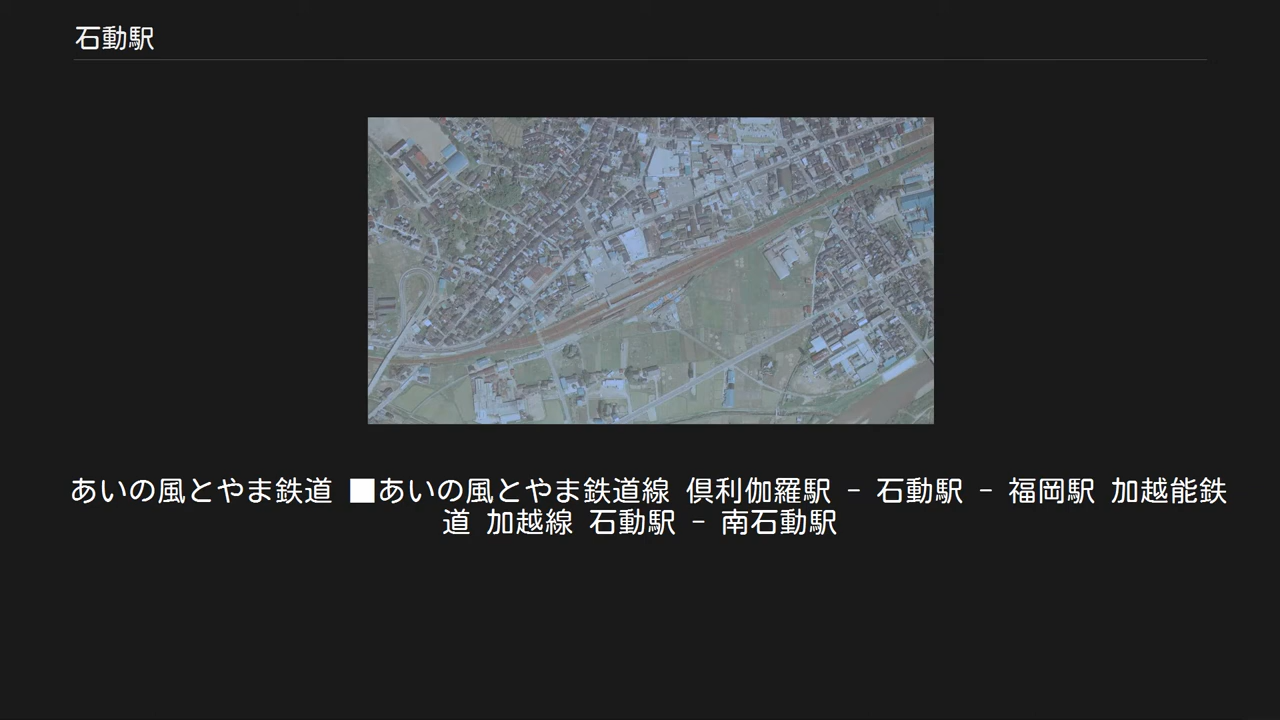 石動駅
あいの風とやま鉄道 ■あいの風とやま鉄道線 倶利伽羅駅 - 石動駅 - 福岡駅 加越能鉄
道 加越線 石動駅 - 南石動駅